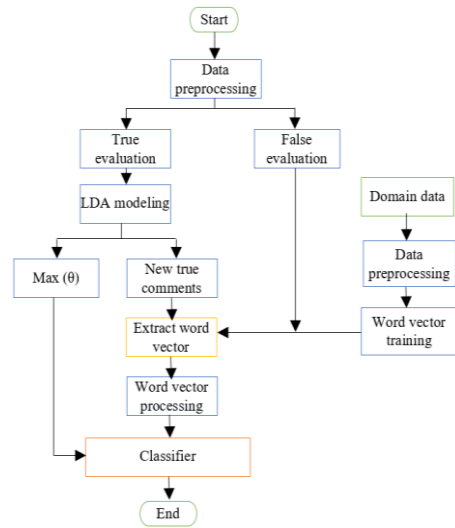 Start
Data
preprocessing
True
evaluation
False
evaluation
LDA modeling
Domain data
Max (θ)
New true
comments
Data
preprocessing
Extract word
vector
Word vector
training
Word vector
processing
Classifier
End